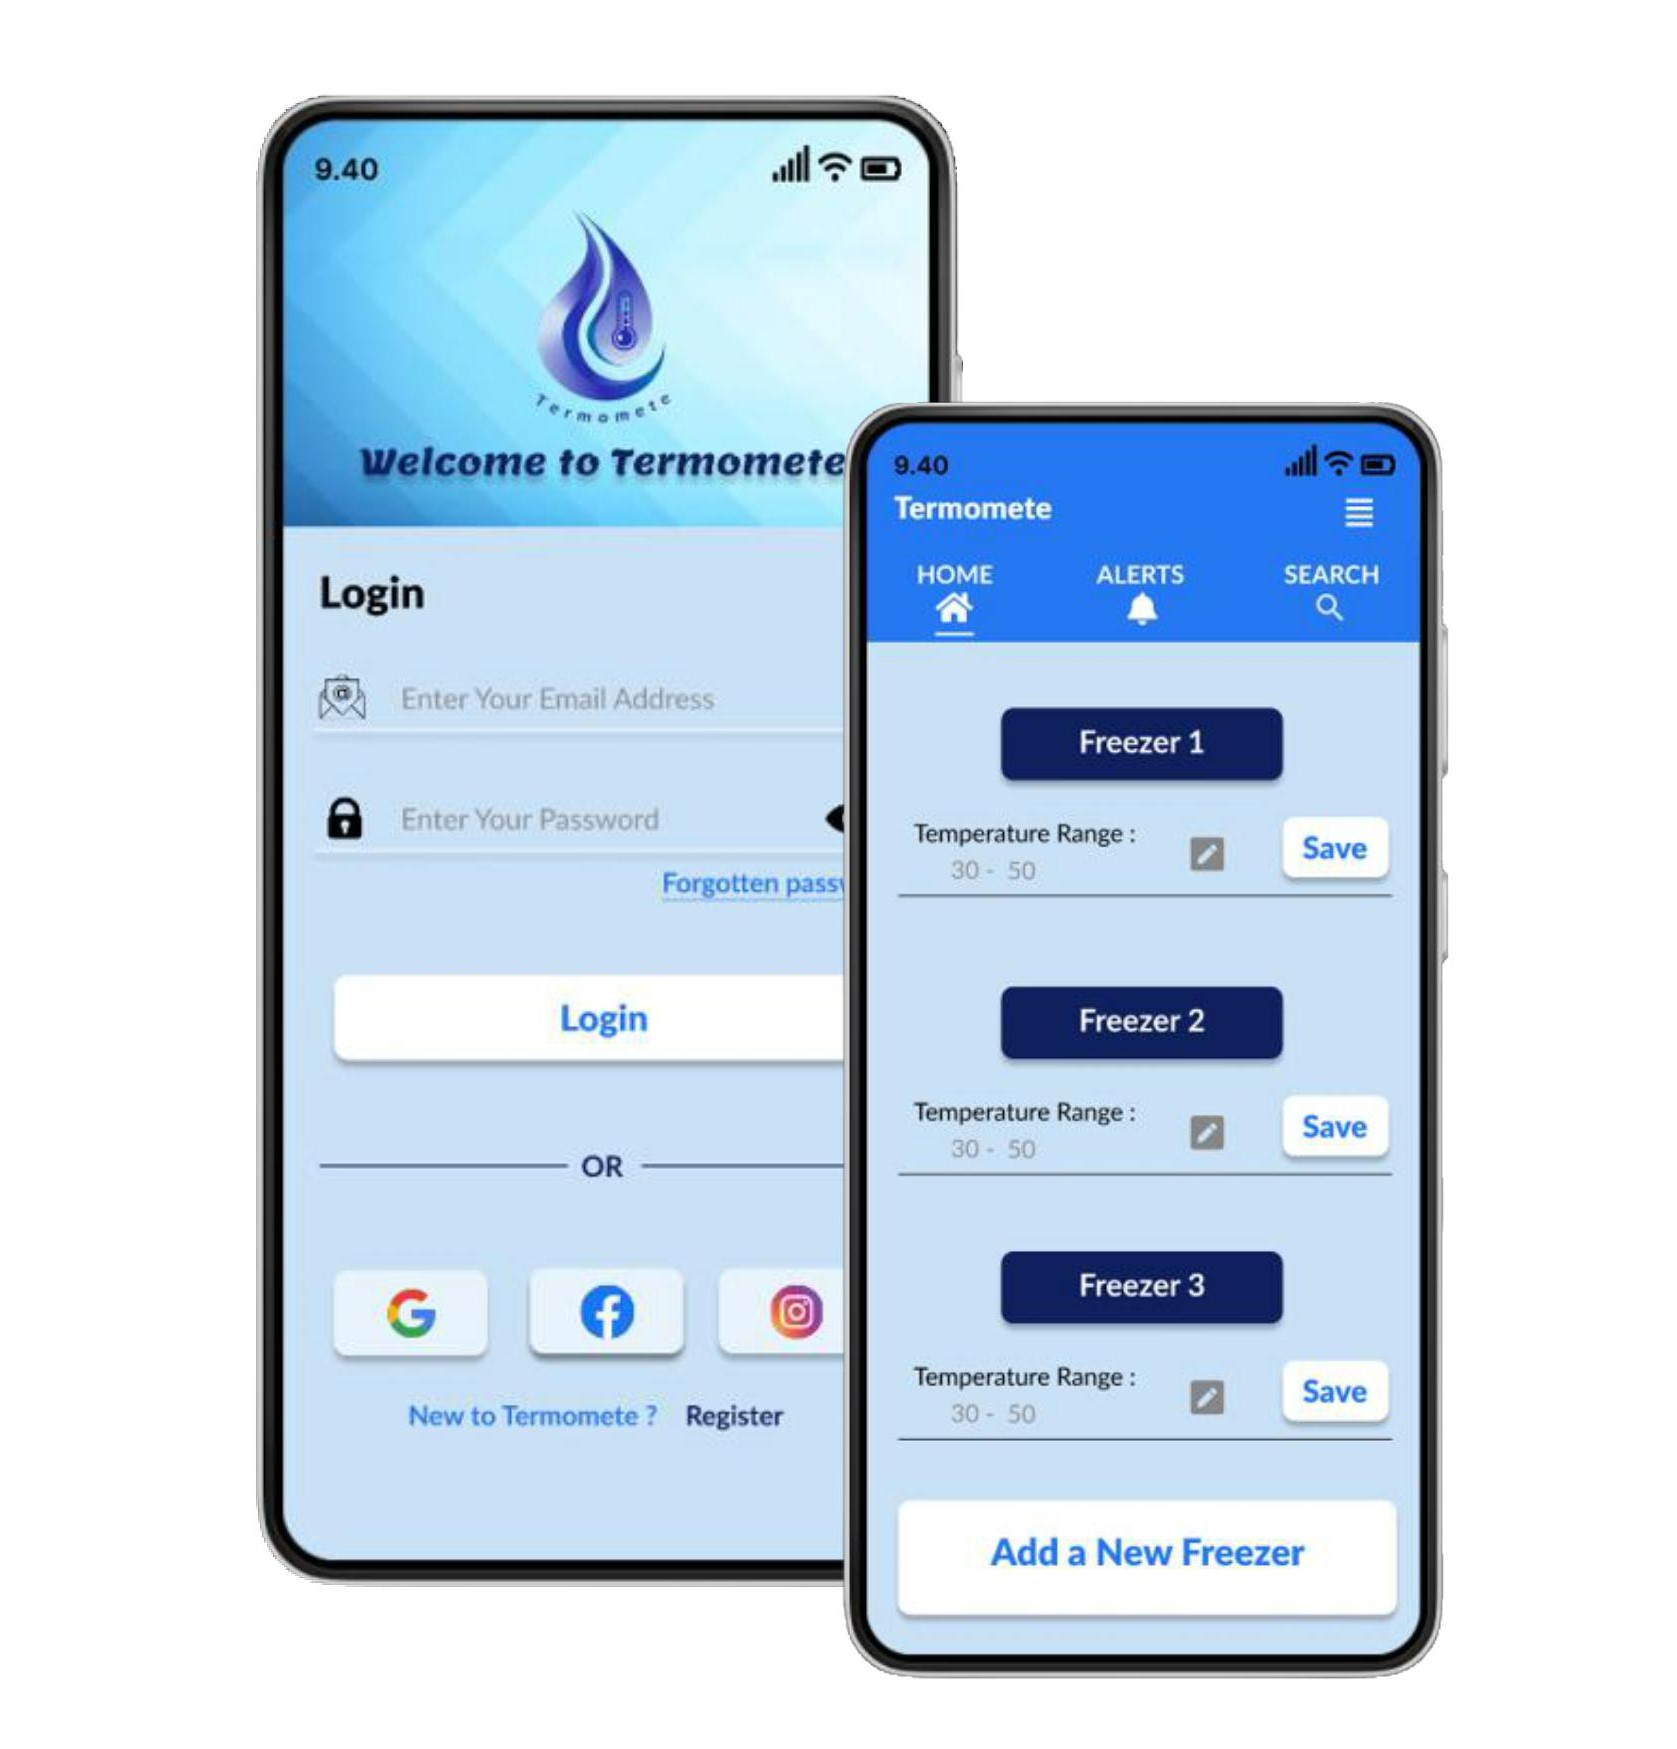 9.40
Termomete
Welcome to Termomete
Login
Enter Your Email Address
Enter Your Password
Forgotten
Login
OR
New to Termomete ? Register
9.40
Termomete
HOME ALERTS SEARCH
Freezer 1
Temperature Range :
30 - 50
Save
Freezer 2
Temperature Range :
30 - 50
Save
Freezer 3
Temperature Range :
30 - 50
Save
Add a New Freezer